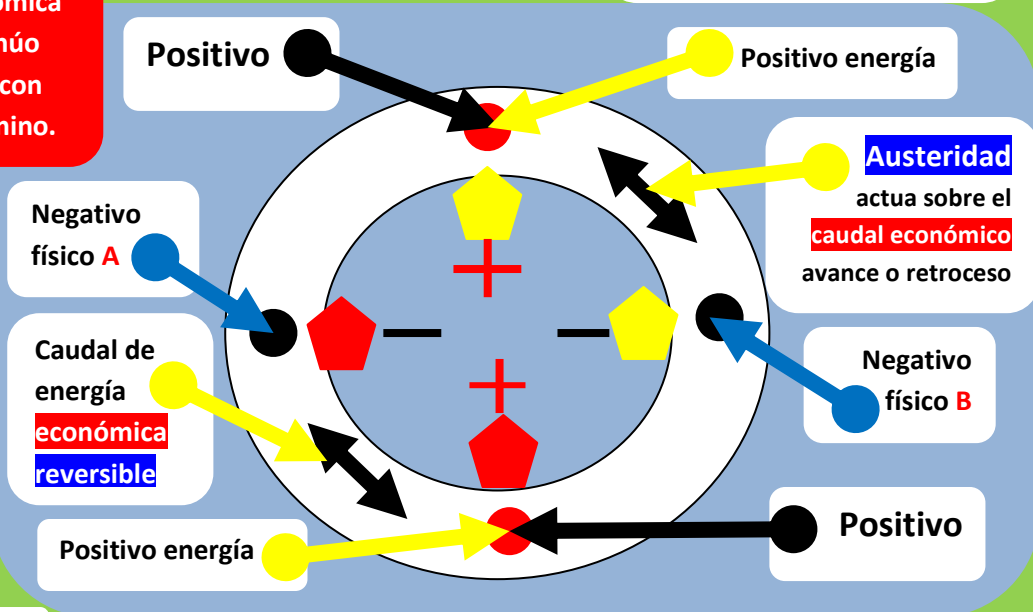 ómica
núo
con
mino.
Positivo
Positivo energía
Austeridad
actua sobre el
caudal económico
avance o retroceso
Negativo
físico A
Caudal de
energía
económica
reversible
Negativo
físico B
Positivo energía
Positivo